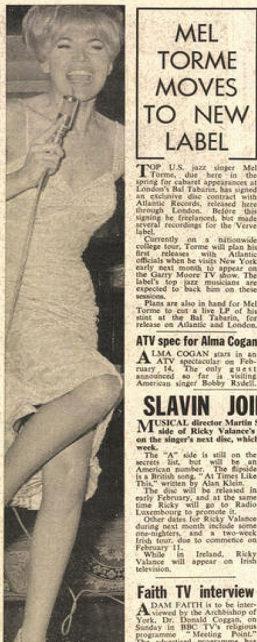 MEL
TORME
MOVES
TO NEW
LABEL
TOP U.S. jazz singer Mel
Torme, due here in the
spring for cabaret appearances at
London's Bal Tabarin, has signed
an exclusive disc contract with
Atlantic Records, released here
through London. Before this
signing he freelanced, but made
several recordings for the Verve
label.
Currently on a nationwide
college tour, Torme will plan his
first releases with Atlantic
officials when he visits New York
early next month to appear on
the Garry Moore TV show. The
label's top jazz musicians are
expected to back him on these
sessions.
Plans are also in hand for Mel
Torme to cut a live LP of his
stint at the Bal Tabarin, for
release on Atlantic and London.
ATV spec for Alma Cogan
ALMA COGAN stars in an
ATV spectacular on Feb-
ruary 14. The only guest
announced so far is visiting
American singer Bobby Rydell.
SLAVIN JOI
MUSICAL director Martin S
side of Ricky Valance's
on the singer's next disc, which
week.
The "A" side is still on the
secrets list, but will be an
American number. The flipside
is a British song, "At Times Like
This," written by Alan Klein.
The disc will be released in
early February, and at the same
time Ricky will go to Radio
Luxembourg to promote it.
Other dates for Ricky Valance
during next month include some
one-nighters, and a two-week
Irish tour, due to commence on
February 11.
While in Ireland, Ricky
Valance will appear on Irish
television.
Faith TV interview
ADAM FAITH is to be inter-
viewed by the Archbishop of
York, Dr. Donald Coggan, on
Sunday in BBC TV's religious
programme "Meeting Point."